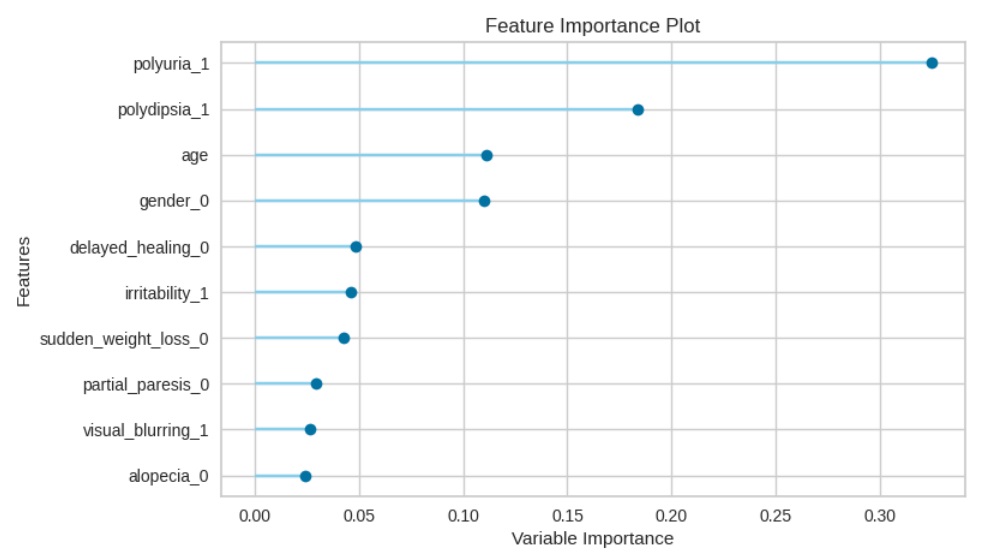 Feature Importance Plot
polyuria_1
polydipsia_1
age
gender_0
delayed_healing_0
irritability_1
sudden_weight_loss_0
partial_paresis_0
visual_blurring_1
alopecia_0
Features
0.00 0.05 0.10 0.15 0.20 0.25 0.30
Variable Importance